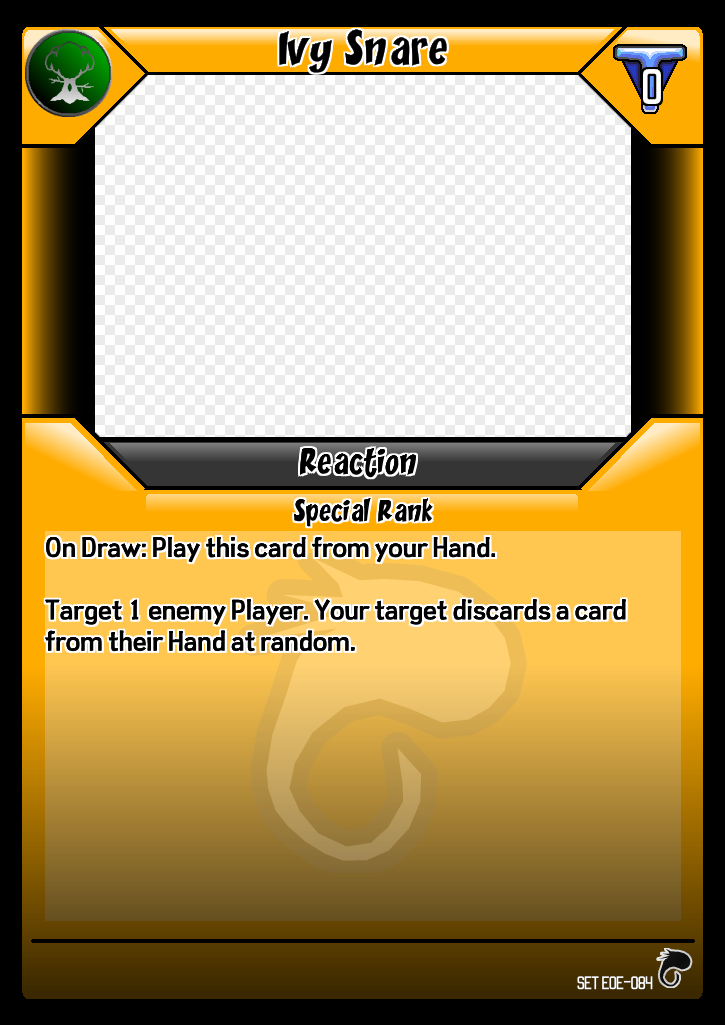 Ivy Snare
0
Reaction
Special Rank
On Draw: Play this card from your Hand.
Target 1 enemy Player. Your target discards a card
from their Hand at random.
SET EOE-084